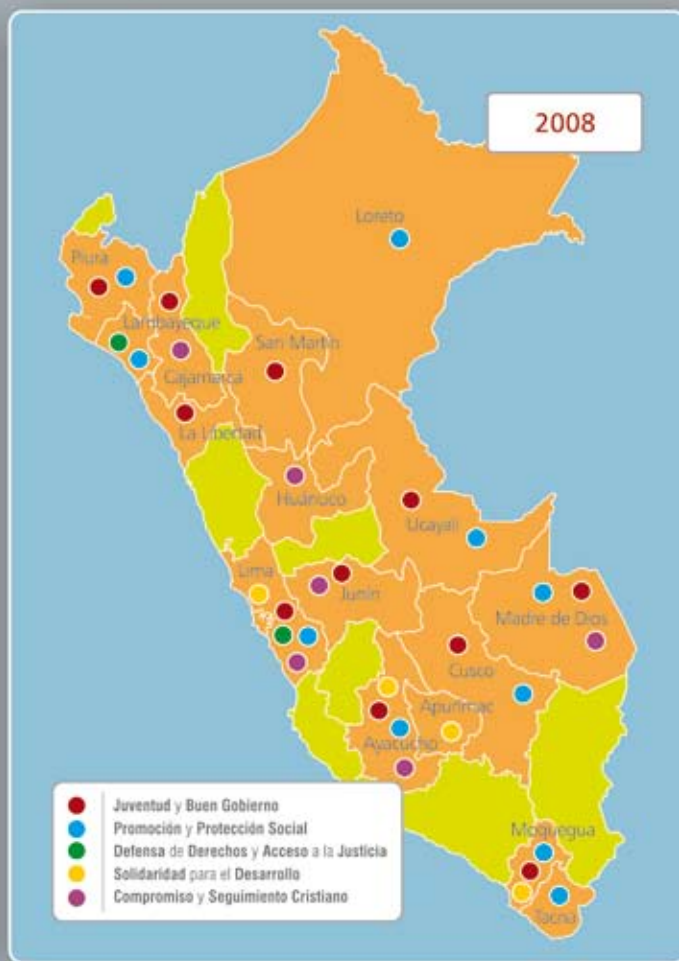 2008
Loreto
Piura
Lambayeque
San Martín
Cajamarca
La Libertad
Huánuco
Ucayali
Lima
Junín
Madre de Dios
Cusco
Apurímac
Ayacucho
Moquegua
Tacna
Juventud y Buen Gobierno
Promoción y Protección Social
Defensa de Derechos y Acceso a la Justicia
Solidaridad para el Desarrollo
Compromiso y Seguimiento Cristiano